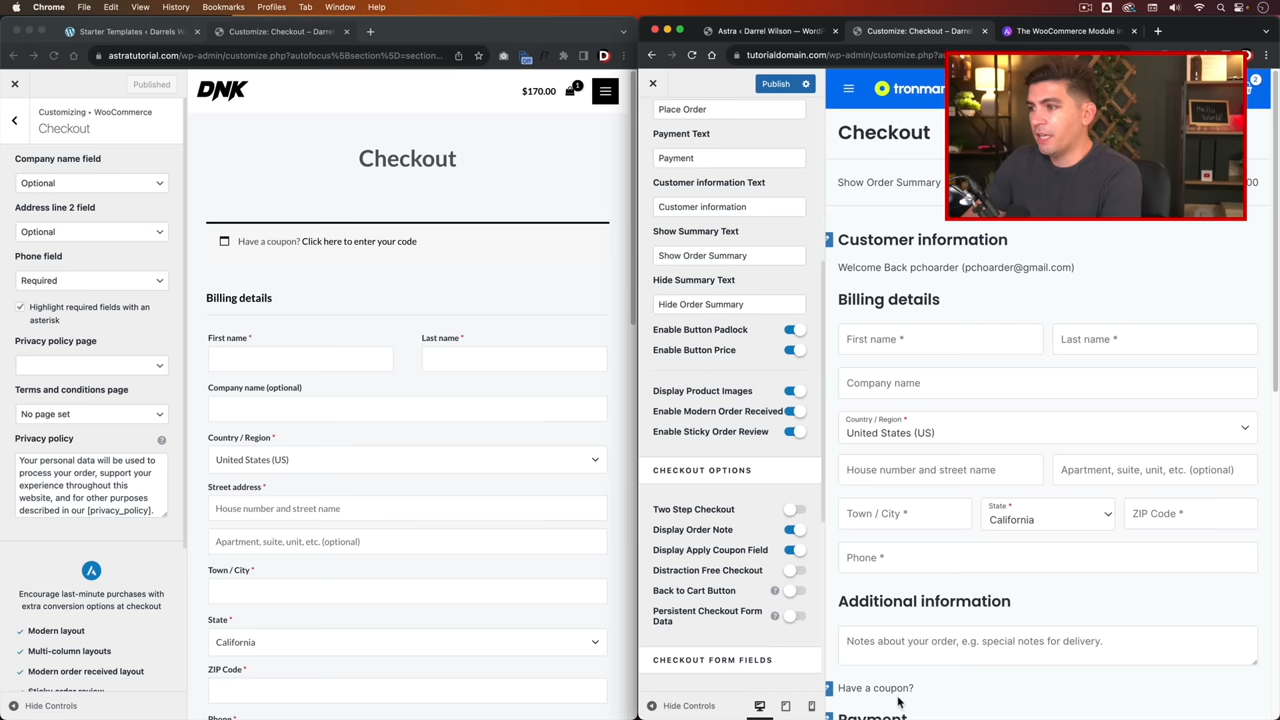 Chrome File Edit View History Bookmarks Profiles Tab Window Help
Starter Templates ‹ Darrels W
Customize: Checkout – Darrel
astratutorial.com/wp-admin/customize.php?autofocus%5Bsection%5D=section...
Published
Customizing • WooCommerce
Checkout
Company name field
Optional
Address line 2 field
Optional
Phone field
Required
Highlight required fields with an
asterisk
Privacy policy page
Terms and conditions page
No page set
Privacy policy
Your personal data will be used to
process your order, support your
experience throughout this
website, and for other purposes
described in our [privacy_policy].
Encourage last-minute purchases with
extra conversion options at checkout
Modern layout
Multi-column layouts
Modern order received layout
Sticky order review
Hide Controls
DNK
$170.00
1
Checkout
Have a coupon? Click here to enter your code
Billing details
First name *
Last name *
Company name (optional)
Country / Region *
United States (US)
Street address *
House number and street name
Apartment, suite, unit, etc. (optional)
Town / City *
State *
California
ZIP Code *
Phone *
Astra ‹ Darrel Wilson — WordP
Customize: Checkout – Darrel
The WooCommerce Module in
Publish
Place Order
Payment Text
Payment
Customer information Text
Customer information
Show Summary Text
Show Order Summary
Hide Summary Text
Hide Order Summary
Enable Button Padlock
Enable Button Price
Display Product Images
Enable Modern Order Received
Enable Sticky Order Review
CHECKOUT OPTIONS
Two Step Checkout
Display Order Note
Display Apply Coupon Field
Distraction Free Checkout
Back to Cart Button
Persistent Checkout Form
Data
CHECKOUT FORM FIELDS
Hide Controls
tronmar
2
Checkout
Show Order Summary
00
Customer information
Welcome Back pchoarder (pchoarder@gmail.com)
Billing details
First name *
Last name *
Company name
Country / Region *
United States (US)
House number and street name
Apartment, suite, unit, etc. (optional)
Town / City *
State *
California
ZIP Code *
Phone *
Additional information
Notes about your order, e.g. special notes for delivery.
Have a coupon?
Payment